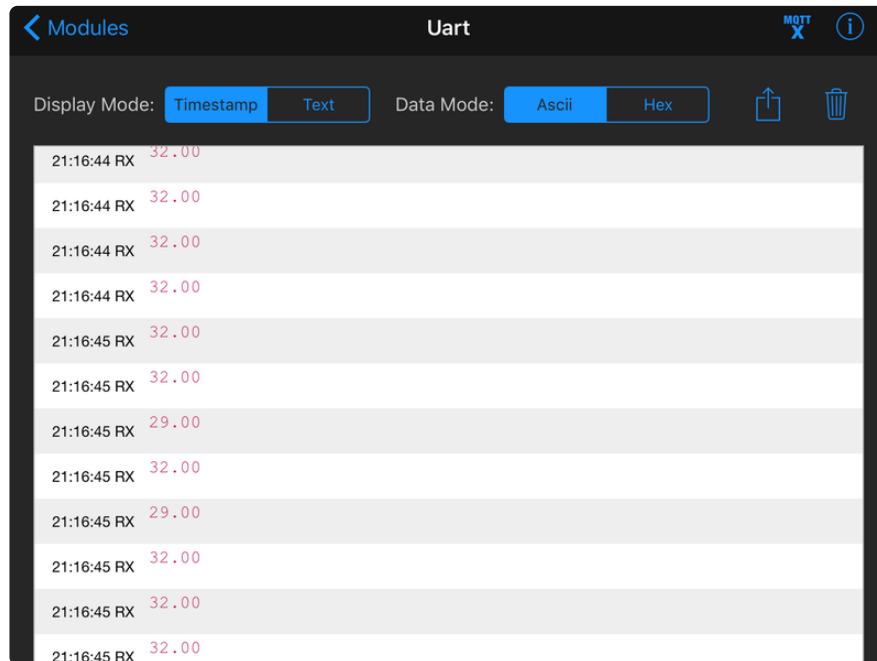 Modules
Uart
MQTT
X
i
Display Mode: Timestamp Text Data Mode: Ascii Hex
21:16:44 RX 32.00
21:16:44 RX 32.00
21:16:44 RX 32.00
21:16:44 RX 32.00
21:16:45 RX 32.00
21:16:45 RX 32.00
21:16:45 RX 29.00
21:16:45 RX 32.00
21:16:45 RX 29.00
21:16:45 RX 32.00
21:16:45 RX 32.00
21:16:45 RX 32.00